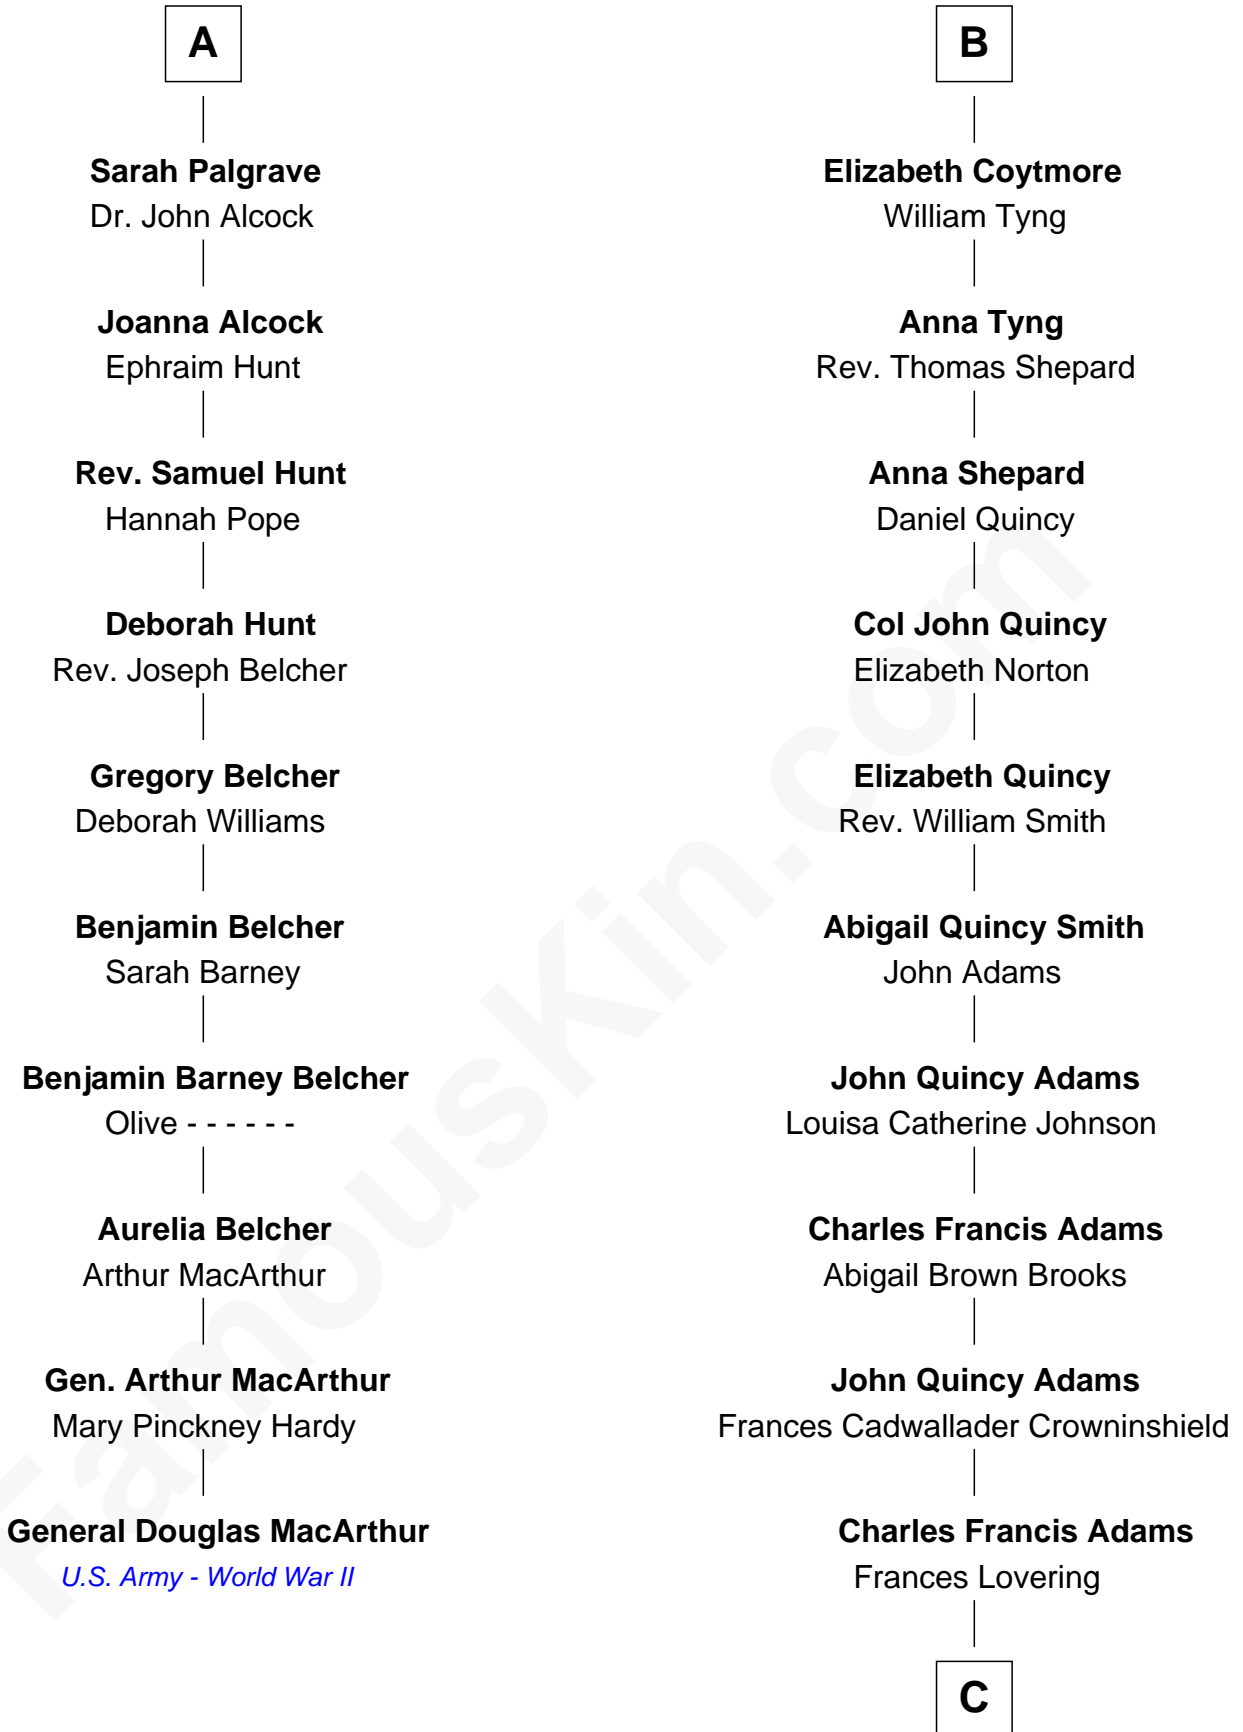 A
Sarah Palgrave
Dr. John Alcock
Joanna Alcock
Ephraim Hunt
Rev. Samuel Hunt
Hannah Pope
Deborah Hunt
Rev. Joseph Belcher
Gregory Belcher
Deborah Williams
Benjamin Belcher
Sarah Barney
Benjamin Barney Belcher
Olive - - - - - -
Aurelia Belcher
Arthur MacArthur
Gen. Arthur MacArthur
Mary Pinckney Hardy
General Douglas MacArthur
U.S. Army - World War II
B
Elizabeth Coytmore
William Tyng
Anna Tyng
Rev. Thomas Shepard
Anna Shepard
Daniel Quincy
Col John Quincy
Elizabeth Norton
Elizabeth Quincy
Rev. William Smith
Abigail Quincy Smith
John Adams
John Quincy Adams
Louisa Catherine Johnson
Charles Francis Adams
Abigail Brown Brooks
John Quincy Adams
Frances Cadwallader Crowninshield
Charles Francis Adams
Frances Lovering
C
FamousKin.com